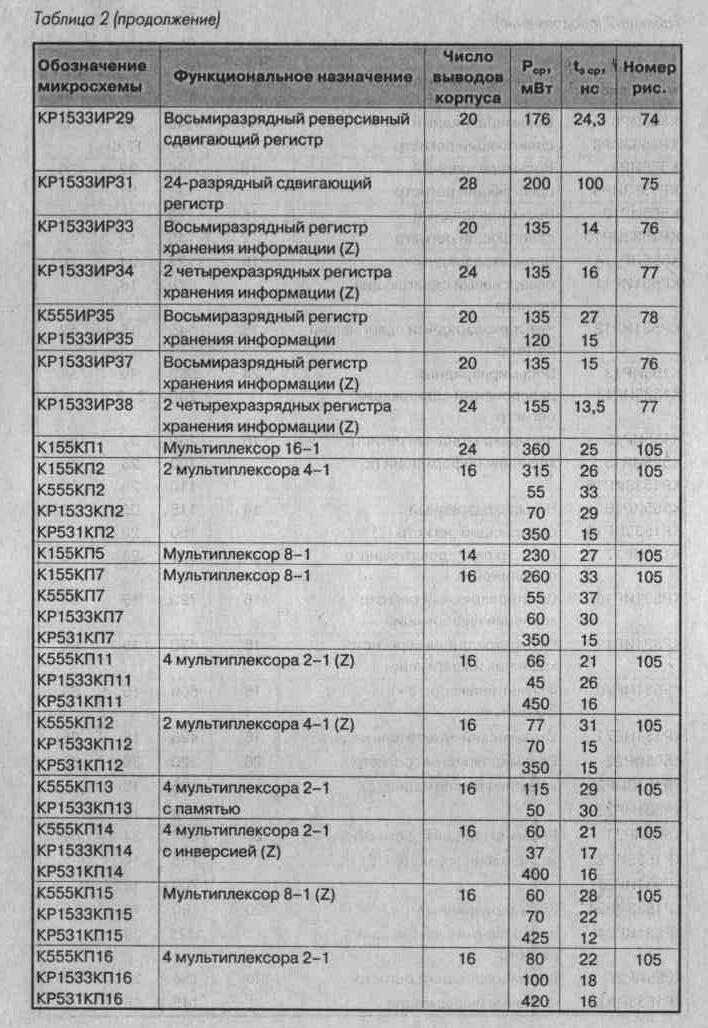 Таблица 2 (продолжение)
Обозначение микросхемы | Функциональное назначение | Число выводов корпуса | Pср, мВт | tз ср, нс | Номер рис.
КР1533ИР29 | Восьмиразрядный реверсивный | 20 | 176 | 24,3 | 74
сдвигающий регистр
КР1533ИР31 | 24-разрядный сдвигающий | 28 | 200 | 100 | 75
регистр
КР1533ИР33 | Восьмиразрядный регистр | 20 | 135 | 14 | 76
хранения информации (Z)
КР1533ИР34 | 2 четырехразрядных регистра | 24 | 135 | 16 | 77
хранения информации (Z)
К555ИР35 | Восьмиразрядный регистр | 20 | 135 | 27 | 78
КР1533ИР35 | хранения информации | 120 | 15
КР1533ИР37 | Восьмиразрядный регистр | 20 | 135 | 15 | 76
хранения информации (Z)
КР1533ИР38 | 2 четырехразрядных регистра | 24 | 155 | 13,5 | 77
хранения информации (Z)
К155КП1 | Мультиплексор 16–1 | 24 | 360 | 25 | 105
К155КП2 | 2 мультиплексора 4–1 | 16 | 315 | 26 | 105
К555КП2 | 55 | 33
КР1533КП2 | 70 | 29
КР531КП2 | 350 | 15
К155КП5 | Мультиплексор 8–1 | 14 | 230 | 27 | 105
К155КП7 | Мультиплексор 8–1 | 16 | 260 | 33 | 105
К555КП7 | 55 | 37
КР1533КП7 | 60 | 30
КР531КП7 | 350 | 15
К555КП11 | 4 мультиплексора 2–1 (Z) | 16 | 66 | 21 | 105
КР1533КП11 | 45 | 26
КР531КП11 | 450 | 16
К555КП12 | 2 мультиплексора 4–1 (Z) | 16 | 77 | 31 | 105
КР1533КП12 | 70 | 15
КР531КП12 | 350 | 15
К555КП13 | 4 мультиплексора 2–1 | 16 | 115 | 29 | 105
КР1533КП13 | с памятью | 50 | 30
К555КП14 | 4 мультиплексора 2–1 | 16 | 60 | 21 | 105
КР1533КП14 | с инверсией (Z) | 37 | 17
КР531КП14 | 400 | 16
К555КП15 | Мультиплексор 8–1 (Z) | 16 | 60 | 28 | 105
КР1533КП15 | 70 | 22
КР531КП15 | 425 | 12
К555КП16 | 4 мультиплексора 2–1 | 16 | 80 | 22 | 105
КР1533КП16 | 100 | 18
КР531КП16 | 420 | 16